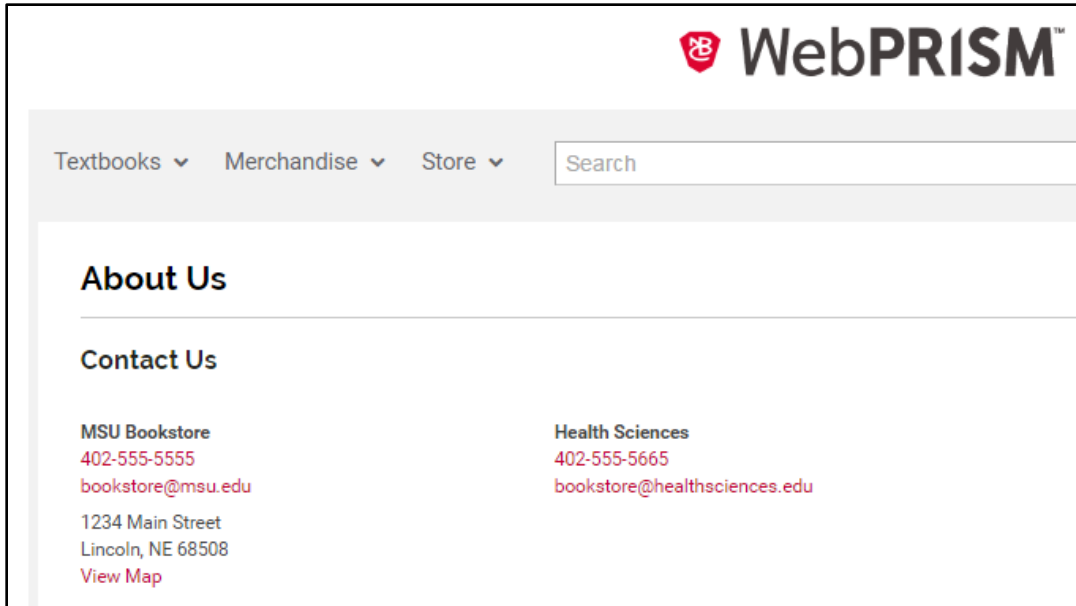 NB WebPRISM™
Textbooks Merchandise Store Search
About Us
Contact Us
MSU Bookstore
402-555-5555
bookstore@msu.edu
1234 Main Street
Lincoln, NE 68508
View Map
Health Sciences
402-555-5665
bookstore@healthsciences.edu